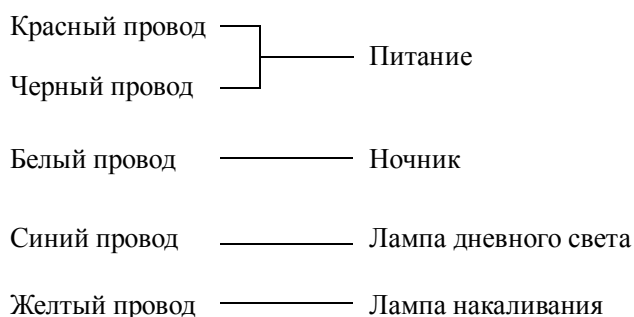 Красный провод
Питание
Черный провод
Белый провод Ночник
Синий провод Лампа дневного света
Желтый провод Лампа накаливания